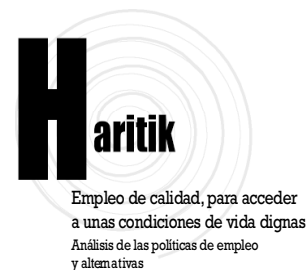 Haritik
Empleo de calidad, para acceder
a unas condiciones de vida dignas
Análisis de las políticas de empleo
y alternativas